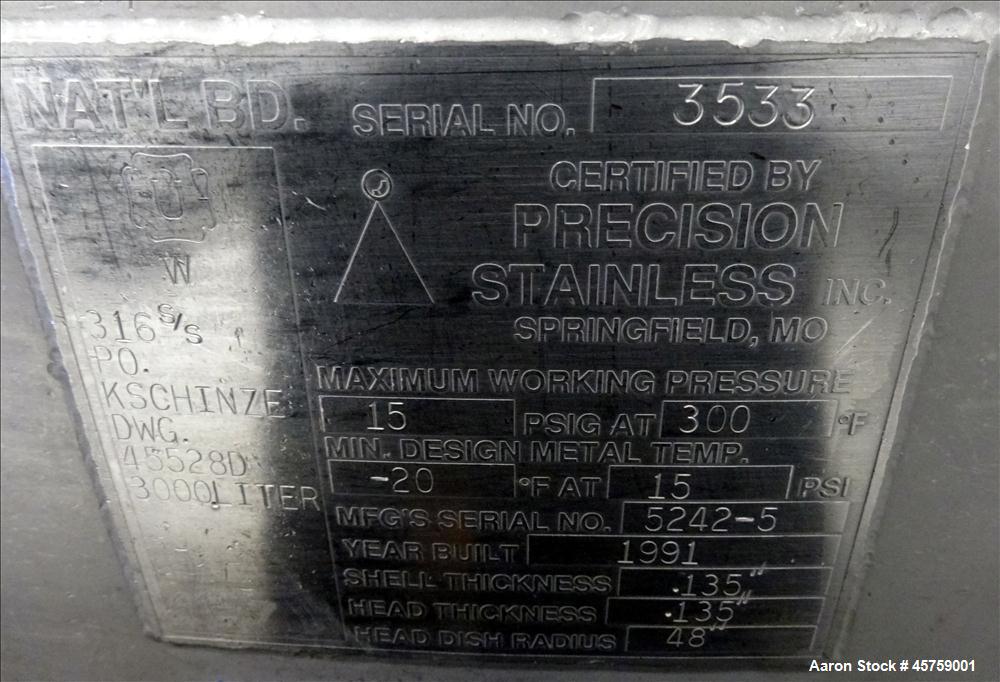 NAT'L BD. SERIAL NO. 3533
U
W
316 S/S
PO.
KSCHINZE
DWG.
45528D
3000LITER
CERTIFIED BY
PRECISION
STAINLESS INC.
SPRINGFIELD, MO
MAXIMUM WORKING PRESSURE
15 PSIG AT 300 °F
MIN. DESIGN METAL TEMP.
-20 °F AT 15 PSI
MFG'S SERIAL NO. 5242-5
YEAR BUILT 1991
SHELL THICKNESS .135"
HEAD THICKNESS .135"
HEAD DISH RADIUS 48"
Aaron Stock # 45759001